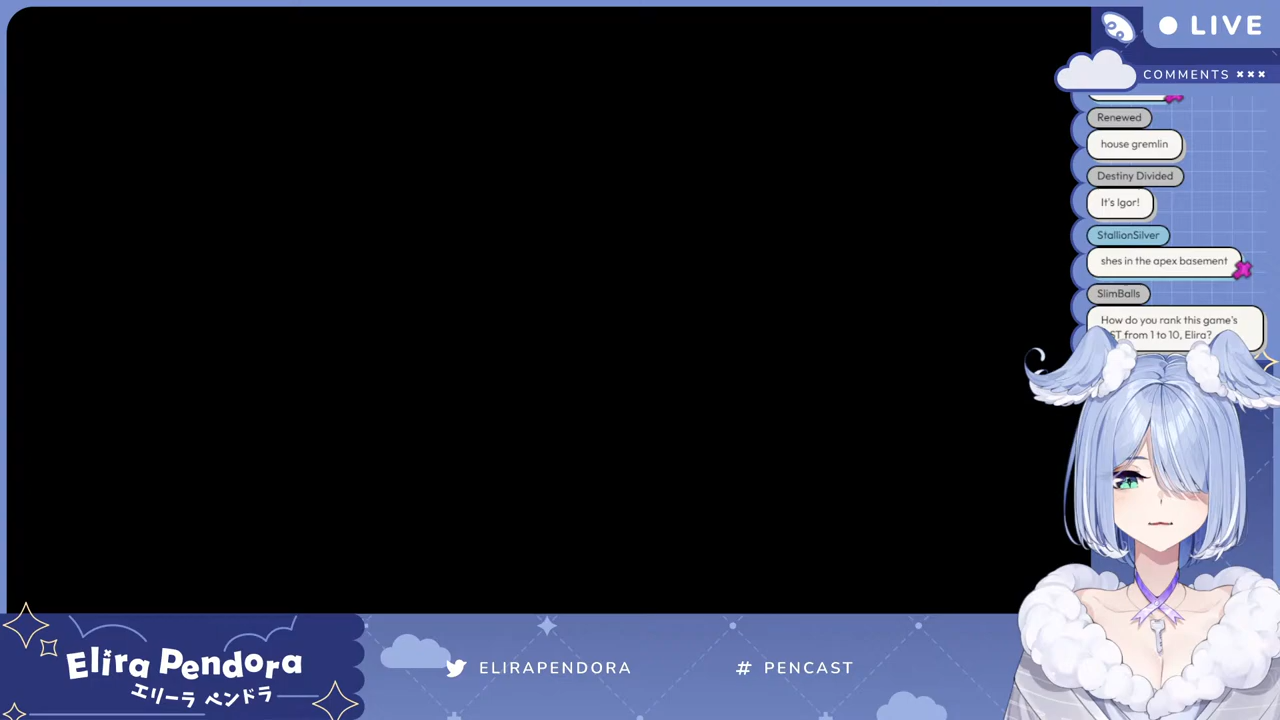 LIVE
COMMENTS
Renewed
house gremlin
Destiny Divided
It's Igor!
StallionSilver
shes in the apex basement
SlimBalls
How do you rank this game's
from 1 to 10, Elira?
Elira Pendora
エリーラ ペンドラ
ELIRAPENDORA
# PENCAST